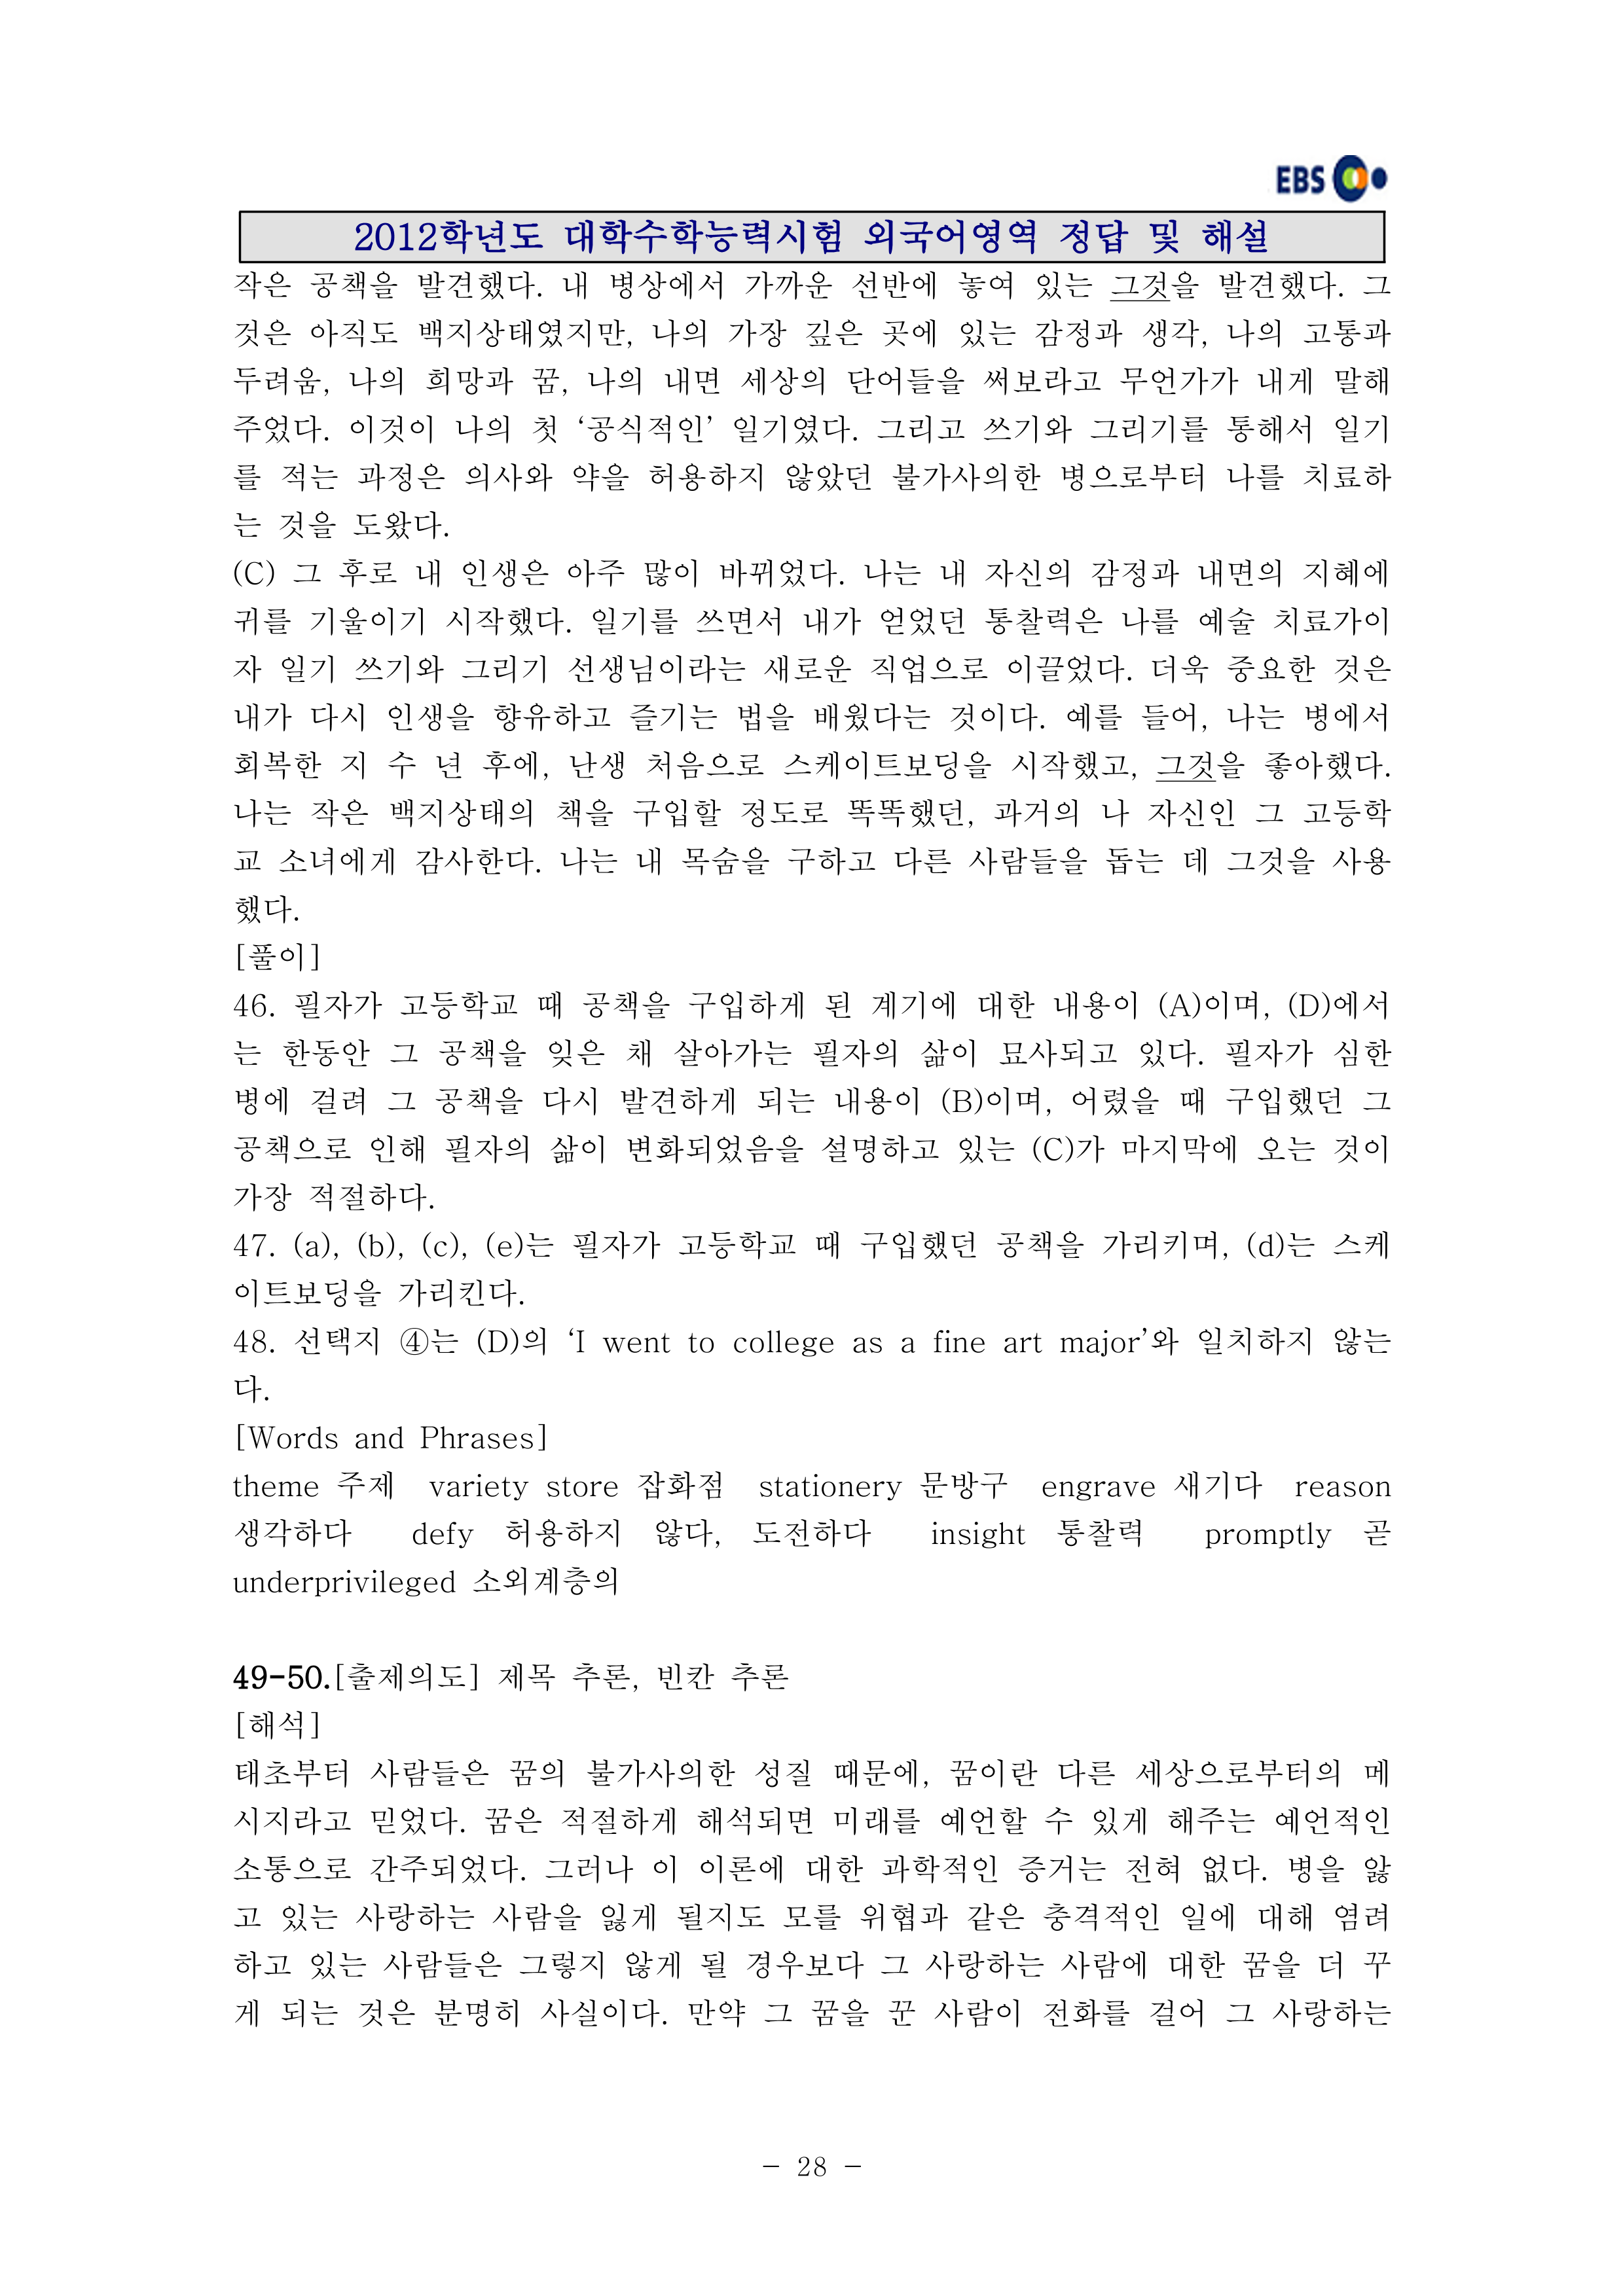 EBS
2012학년도 대학수학능력시험 외국어영역 정답 및 해설
작은 공책을 발견했다. 내 병상에서 가까운 선반에 놓여 있는 그것을 발견했다. 그
것은 아직도 백지상태였지만, 나의 가장 깊은 곳에 있는 감정과 생각, 나의 고통과
두려움, 나의 희망과 꿈, 나의 내면 세상의 단어들을 써보라고 무언가가 내게 말해
주었다. 이것이 나의 첫 ‘공식적인’ 일기였다. 그리고 쓰기와 그리기를 통해서 일기
를 적는 과정은 의사와 약을 허용하지 않았던 불가사의한 병으로부터 나를 치료하
는 것을 도왔다.
(C) 그 후로 내 인생은 아주 많이 바뀌었다. 나는 내 자신의 감정과 내면의 지혜에
귀를 기울이기 시작했다. 일기를 쓰면서 내가 얻었던 통찰력은 나를 예술 치료가이
자 일기 쓰기와 그리기 선생님이라는 새로운 직업으로 이끌었다. 더욱 중요한 것은
내가 다시 인생을 향유하고 즐기는 법을 배웠다는 것이다. 예를 들어, 나는 병에서
회복한 지 수 년 후에, 난생 처음으로 스케이트보딩을 시작했고, 그것을 좋아했다.
나는 작은 백지상태의 책을 구입할 정도로 똑똑했던, 과거의 나 자신인 그 고등학
교 소녀에게 감사한다. 나는 내 목숨을 구하고 다른 사람들을 돕는 데 그것을 사용
했다.
[풀이]
46. 필자가 고등학교 때 공책을 구입하게 된 계기에 대한 내용이 (A)이며, (D)에서
는 한동안 그 공책을 잊은 채 살아가는 필자의 삶이 묘사되고 있다. 필자가 심한
병에 걸려 그 공책을 다시 발견하게 되는 내용이 (B)이며, 어렸을 때 구입했던 그
공책으로 인해 필자의 삶이 변화되었음을 설명하고 있는 (C)가 마지막에 오는 것이
가장 적절하다.
47. (a), (b), (c), (e)는 필자가 고등학교 때 구입했던 공책을 가리키며, (d)는 스케
이트보딩을 가리킨다.
48. 선택지 ④는 (D)의 ‘I went to college as a fine art major’와 일치하지 않는
다.
[Words and Phrases]
theme 주제 variety store 잡화점 stationery 문방구 engrave 새기다 reason
생각하다 defy 허용하지 않다, 도전하다 insight 통찰력 promptly 곧
underprivileged 소외계층의
49-50.[출제의도] 제목 추론, 빈칸 추론
[해석]
태초부터 사람들은 꿈의 불가사의한 성질 때문에, 꿈이란 다른 세상으로부터의 메
시지라고 믿었다. 꿈은 적절하게 해석되면 미래를 예언할 수 있게 해주는 예언적인
소통으로 간주되었다. 그러나 이 이론에 대한 과학적인 증거는 전혀 없다. 병을 앓
고 있는 사랑하는 사람을 잃게 될지도 모를 위협과 같은 충격적인 일에 대해 염려
하고 있는 사람들은 그렇지 않게 될 경우보다 그 사랑하는 사람에 대한 꿈을 더 꾸
게 되는 것은 분명히 사실이다. 만약 그 꿈을 꾼 사람이 전화를 걸어 그 사랑하는
- 28 -